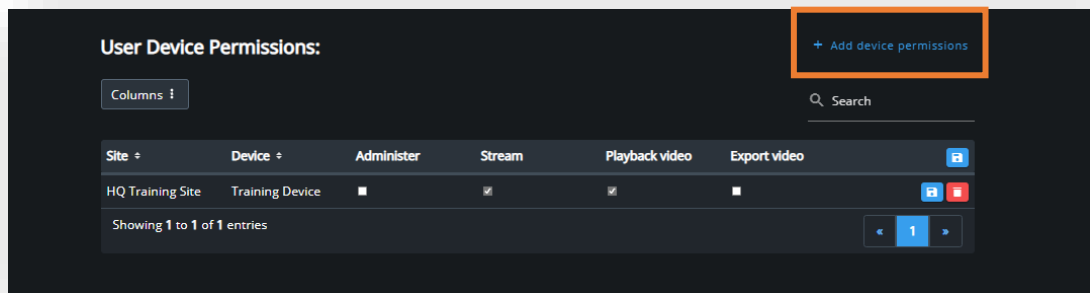 User Device Permissions:
+ Add device permissions
Columns ⋮
Search
Site Device Administer Stream Playback video Export video
HQ Training Site Training Device
Showing 1 to 1 of 1 entries
« 1 »